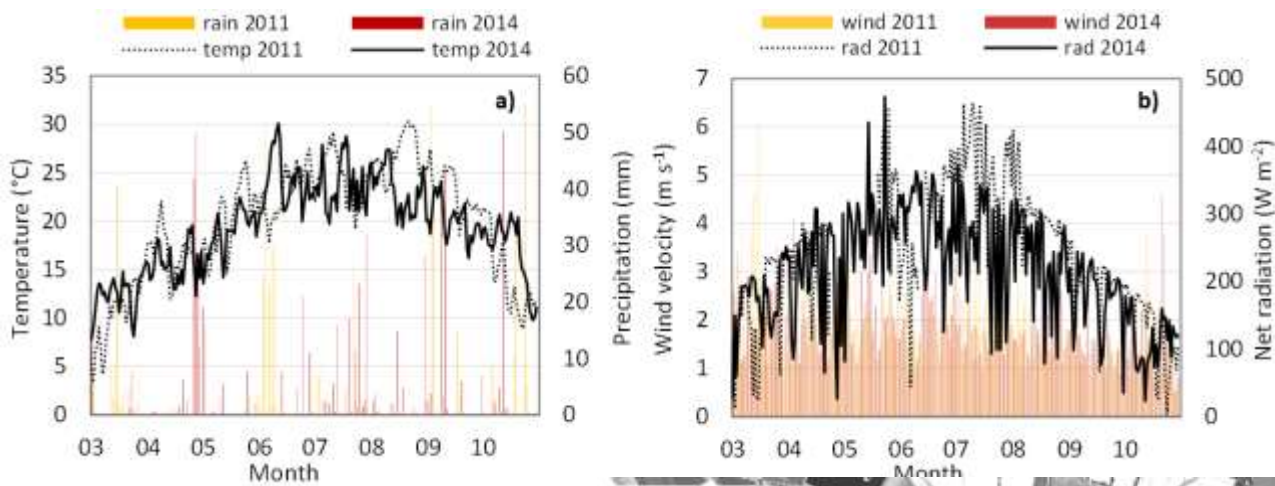 rain 2011 rain 2014
temp 2011 temp 2014
35 60
30 50
25 40
20 30
15 20
10 10
5
0 0
a)
Temperature (°C)
Precipitation (mm)
03 04 05 06 07 08 09 10
Month
wind 2011 wind 2014
rad 2011 rad 2014
7 500
6 400
5 300
4 200
3 100
2
1
0 0
b)
Wind velocity (m s⁻¹)
Net radiation (W m⁻²)
03 04 05 06 07 08 09 10
Month